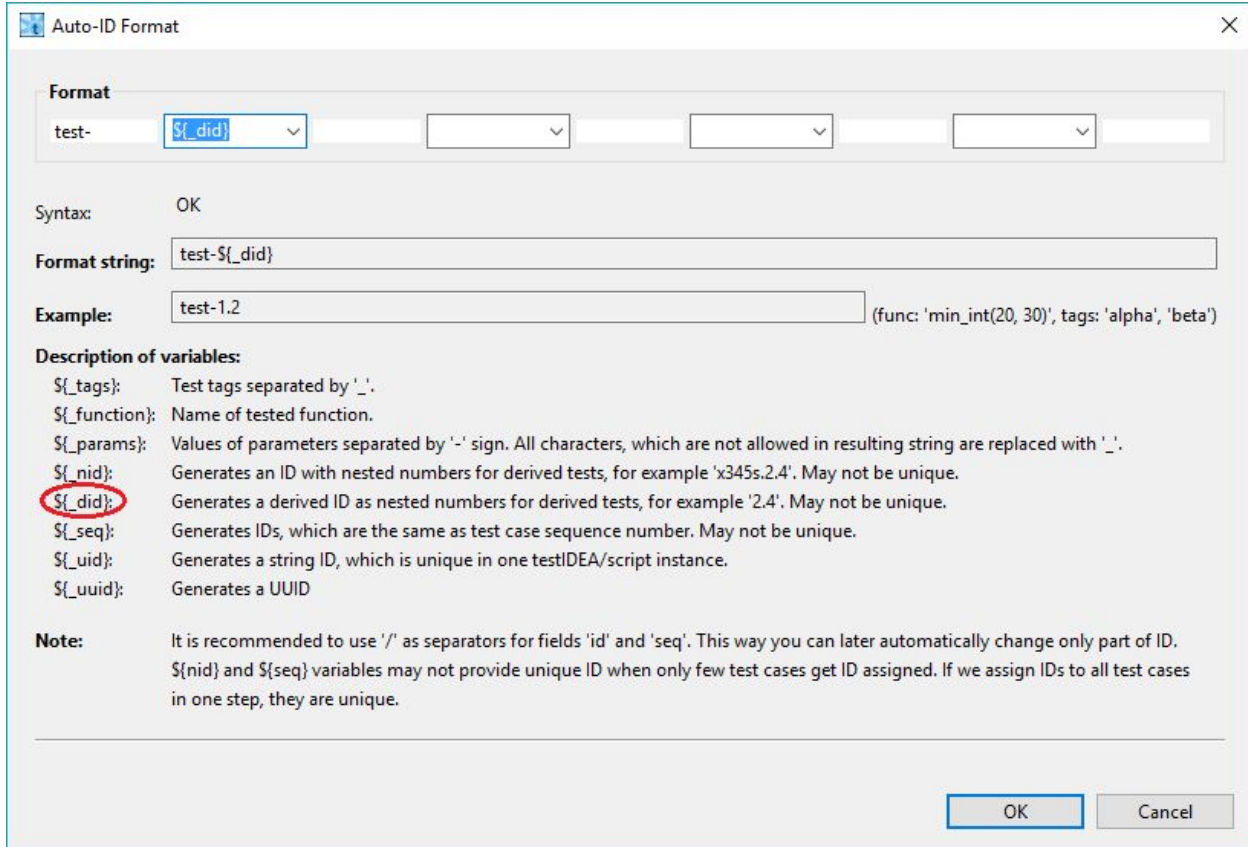 Auto-ID Format
Format
test- ${_did}
Syntax: OK
Format string: test-${_did}
Example: test-1.2 (func: 'min_int(20, 30)', tags: 'alpha', 'beta')
Description of variables:
${_tags}: Test tags separated by '_'.
${_function}: Name of tested function.
${_params}: Values of parameters separated by '-' sign. All characters, which are not allowed in resulting string are replaced with '_'.
${_nid}: Generates an ID with nested numbers for derived tests, for example 'x345s.2.4'. May not be unique.
${_did}: Generates a derived ID as nested numbers for derived tests, for example '2.4'. May not be unique.
${_seq}: Generates IDs, which are the same as test case sequence number. May not be unique.
${_uid}: Generates a string ID, which is unique in one testIDEA/script instance.
${_uuid}: Generates a UUID
Note: It is recommended to use '/' as separators for fields 'id' and 'seq'. This way you can later automatically change only part of ID.
${nid} and ${seq} variables may not provide unique ID when only few test cases get ID assigned. If we assign IDs to all test cases
in one step, they are unique.
OK Cancel